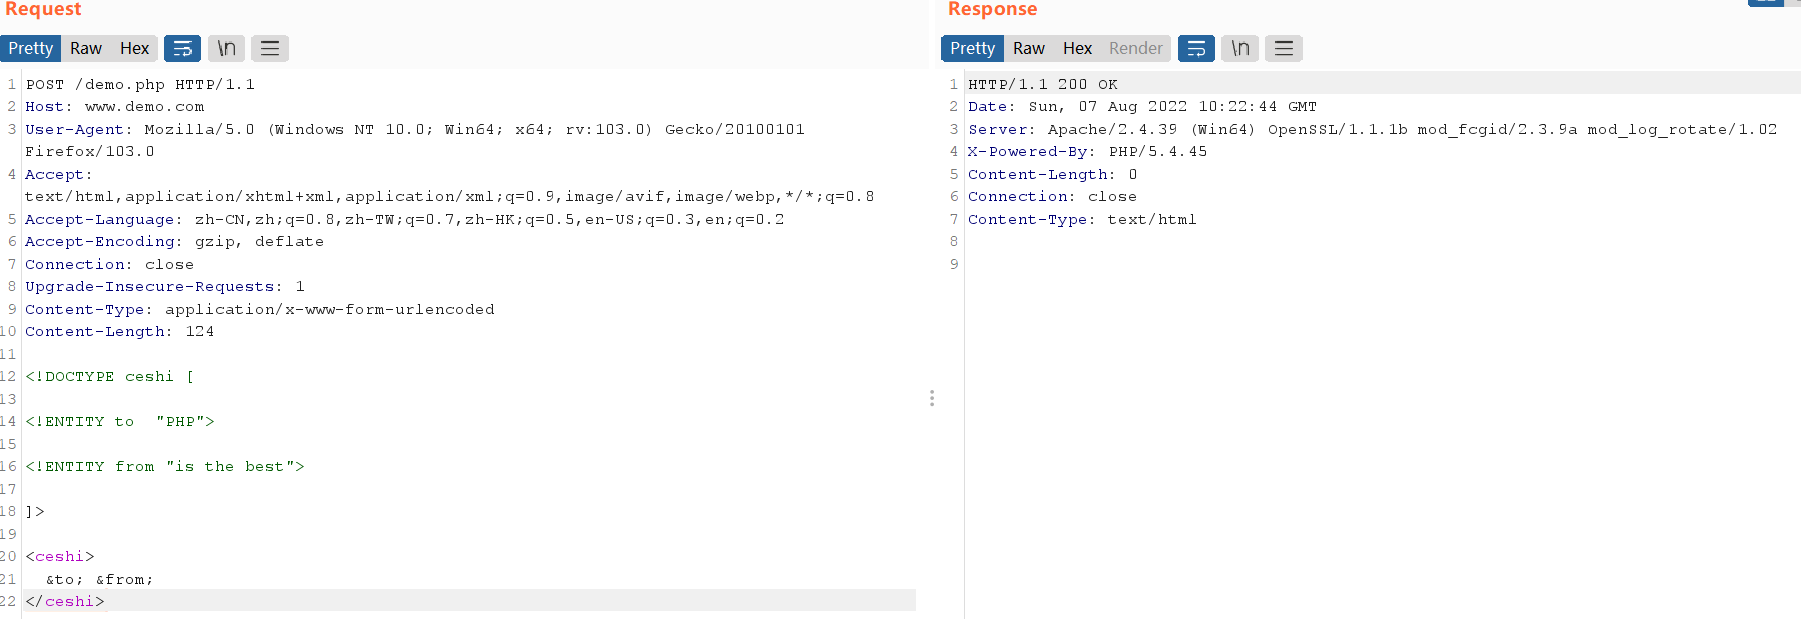 Request
Pretty Raw Hex \n
1 POST /demo.php HTTP/1.1
2 Host: www.demo.com
3 User-Agent: Mozilla/5.0 (Windows NT 10.0; Win64; x64; rv:103.0) Gecko/20100101
Firefox/103.0
4 Accept:
text/html,application/xhtml+xml,application/xml;q=0.9,image/avif,image/webp,*/*;q=0.8
5 Accept-Language: zh-CN,zh;q=0.8,zh-TW;q=0.7,zh-HK;q=0.5,en-US;q=0.3,en;q=0.2
6 Accept-Encoding: gzip, deflate
7 Connection: close
8 Upgrade-Insecure-Requests: 1
9 Content-Type: application/x-www-form-urlencoded
10 Content-Length: 124
11
12 <!DOCTYPE ceshi [
13
14 <!ENTITY to  "PHP">
15
16 <!ENTITY from "is the best">
17
18 ]>
19
20 <ceshi>
21   &to; &from;
22 </ceshi>
Response
Pretty Raw Hex Render \n
1 HTTP/1.1 200 OK
2 Date: Sun, 07 Aug 2022 10:22:44 GMT
3 Server: Apache/2.4.39 (Win64) OpenSSL/1.1.1b mod_fcgid/2.3.9a mod_log_rotate/1.02
4 X-Powered-By: PHP/5.4.45
5 Content-Length: 0
6 Connection: close
7 Content-Type: text/html
8
9